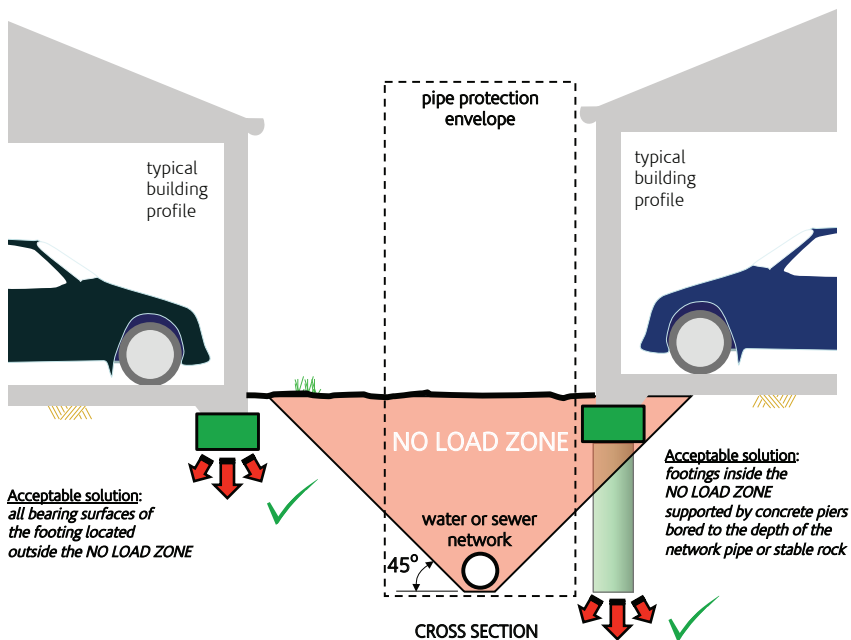 pipe protection
envelope
typical
building
profile
typical
building
profile
NO LOAD ZONE
Acceptable solution:
all bearing surfaces of
the footing located
outside the NO LOAD ZONE
Acceptable solution:
footings inside the
NO LOAD ZONE
supported by concrete piers
bored to the depth of the
network pipe or stable rock
water or sewer
network
45°
CROSS SECTION